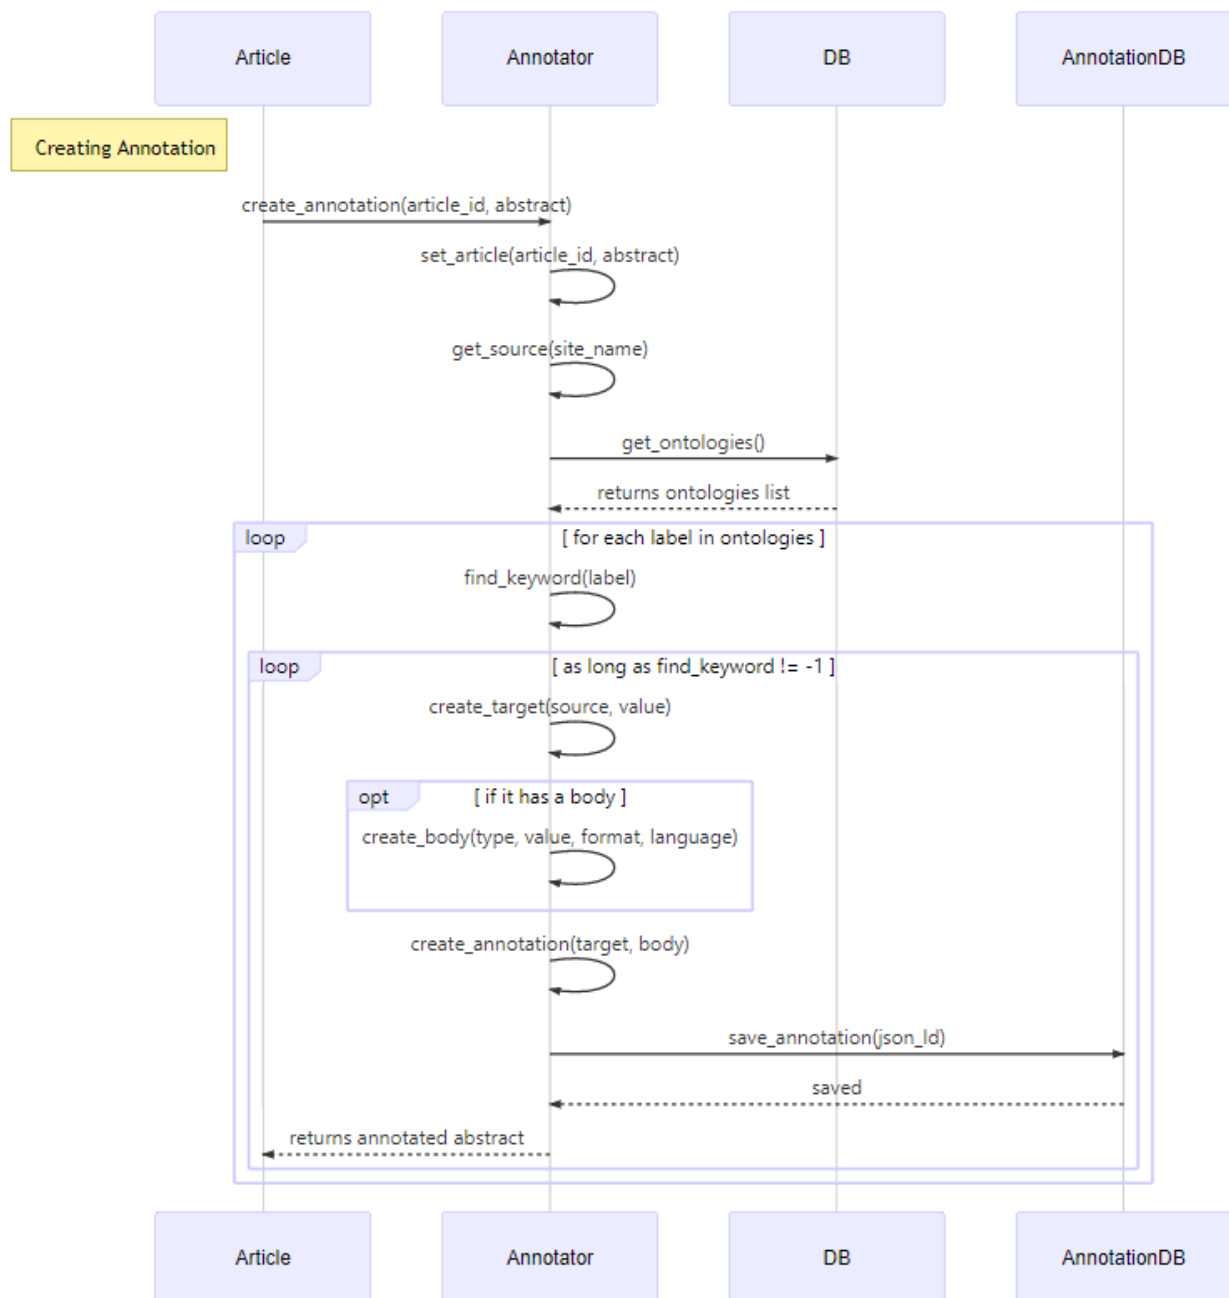 Article
Annotator
DB
AnnotationDB
Creating Annotation
create_annotation(article_id, abstract)
set_article(article_id, abstract)
get_source(site_name)
get_ontologies()
returns ontologies list
loop
[ for each label in ontologies ]
find_keyword(label)
loop
[ as long as find_keyword != -1 ]
create_target(source, value)
opt
[ if it has a body ]
create_body(type, value, format, language)
create_annotation(target, body)
save_annotation(json_ld)
saved
returns annotated abstract
Article
Annotator
DB
AnnotationDB